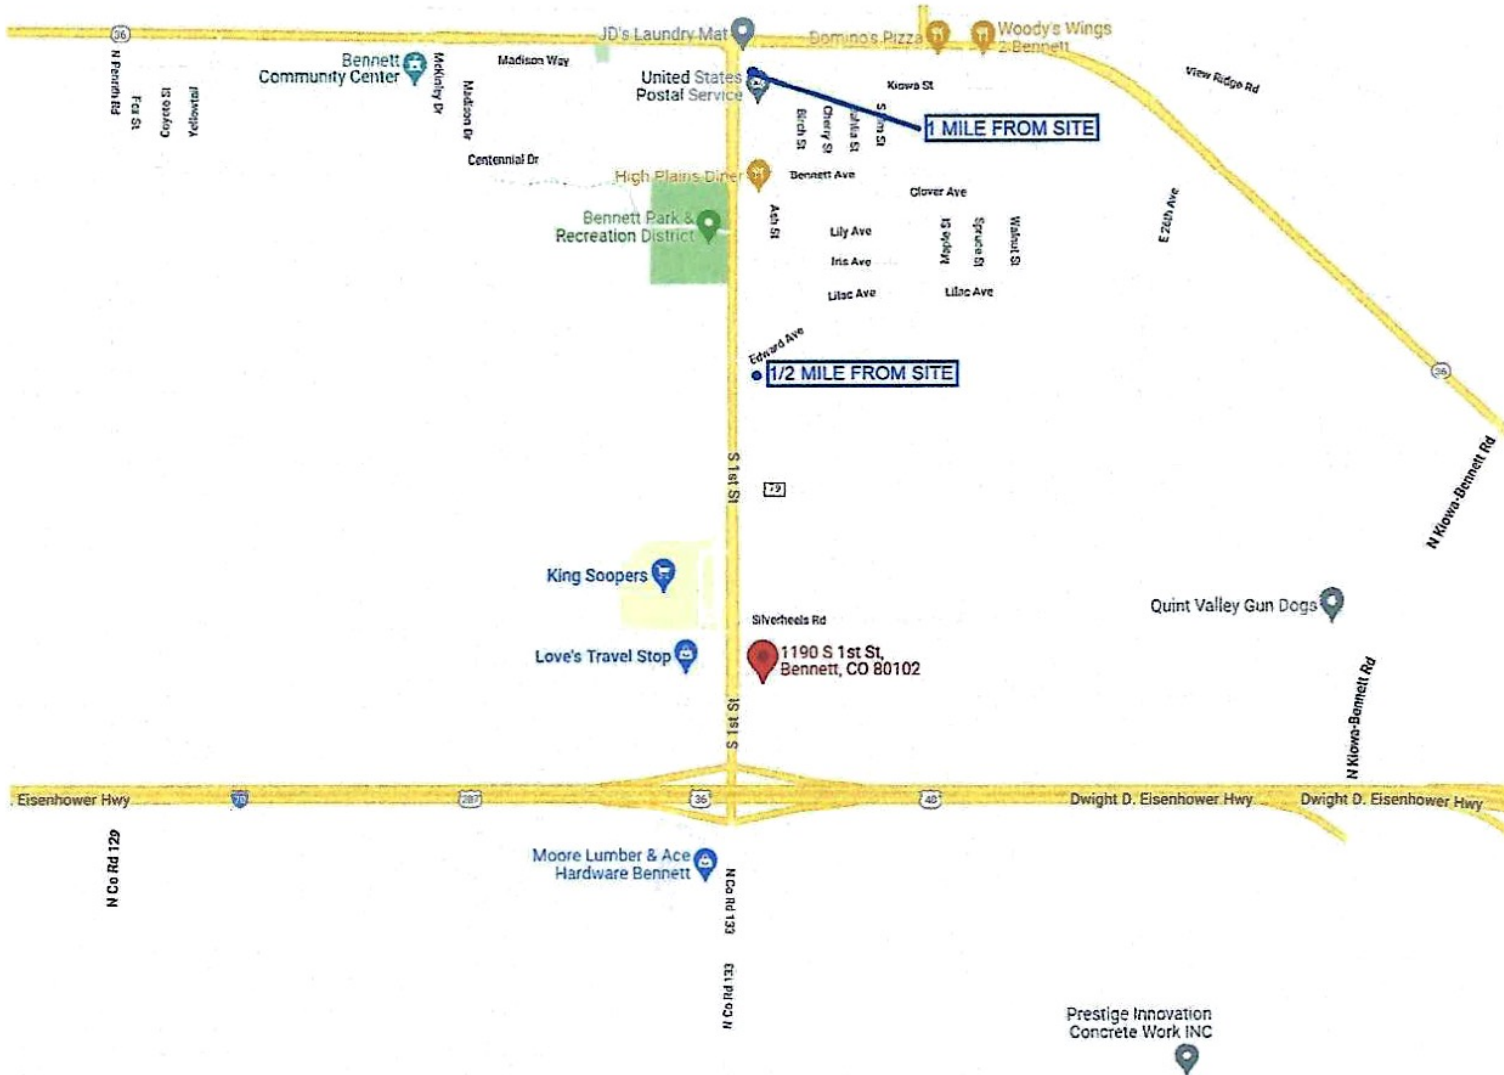 36
JD's Laundry Mat
Domino's Pizza
Woody's Wings
2 Bennett
N Penrith Rd
Fox St
Coyote St
Yellowtail
Bennett
Community Center
McKinley Dr
Madison Dr
Madison Way
Centennial Dr
United States
Postal Service
Kiowa St
View Ridge Rd
Birch St
Cherry St
1 MILE FROM SITE
High Plains Diner
Bennett Ave
Glover Ave
Bennett Park &
Recreation District
Ash St
Lily Ave
Iris Ave
Lilac Ave
Lilac Ave
Maple St
Spruce St
Walnut St
E 26th Ave
Edward Ave
1/2 MILE FROM SITE
36
S 1st St
79
N Kiowa-Bennett Rd
King Soopers
Silverheels Rd
Quint Valley Gun Dogs
Love's Travel Stop
1190 S 1st St,
Bennett, CO 80102
S 1st St
N Kiowa-Bennett Rd
Eisenhower Hwy
70
287
36
40
Dwight D. Eisenhower Hwy
Dwight D. Eisenhower Hwy
N Co Rd 129
Moore Lumber & Ace
Hardware Bennett
N Co Rd 133
N Co Rd 133
Prestige Innovation
Concrete Work INC